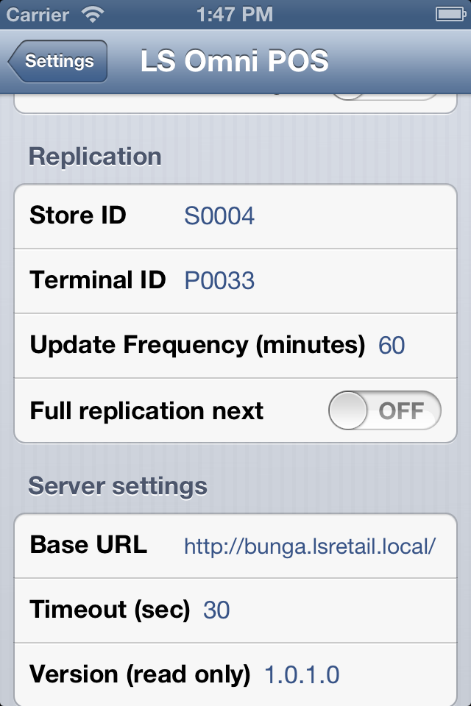 Carrier 1:47 PM
Settings LS Omni POS
Replication
Store ID S0004
Terminal ID P0033
Update Frequency (minutes) 60
Full replication next OFF
Server settings
Base URL http://bunga.lsretail.local/
Timeout (sec) 30
Version (read only) 1.0.1.0